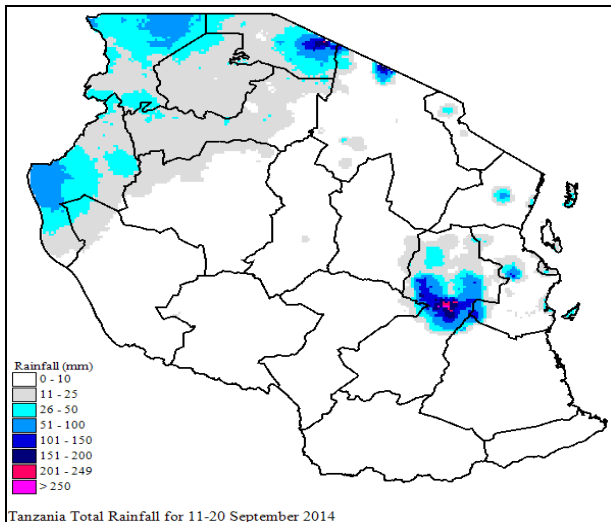 Rainfall (mm)
0 - 10
11 - 25
26 - 50
51 - 100
101 - 150
151 - 200
201 - 249
> 250
Tanzania Total Rainfall for 11-20 September 2014